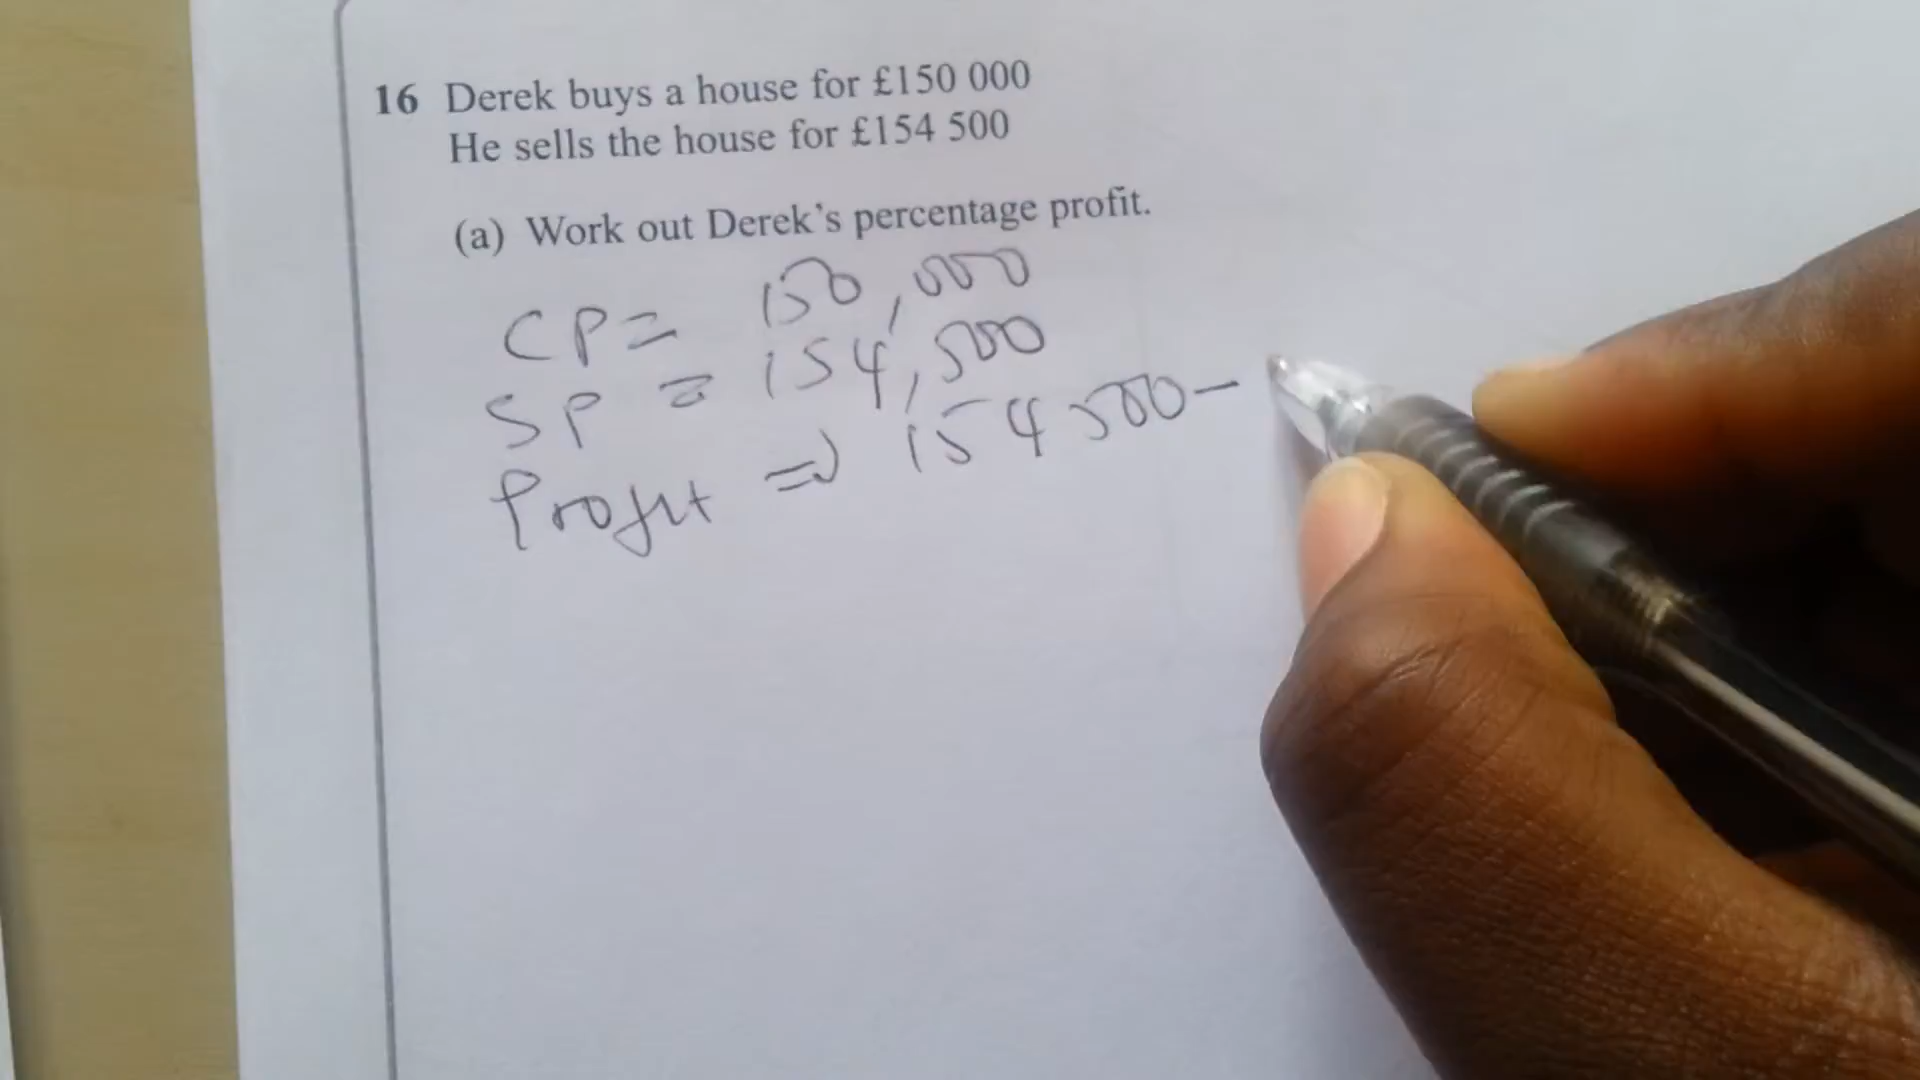 16 Derek buys a house for £150 000
He sells the house for £154 500
(a) Work out Derek's percentage profit.
CP = 150,000
SP = 154,500
Profit ⇒ 154500-